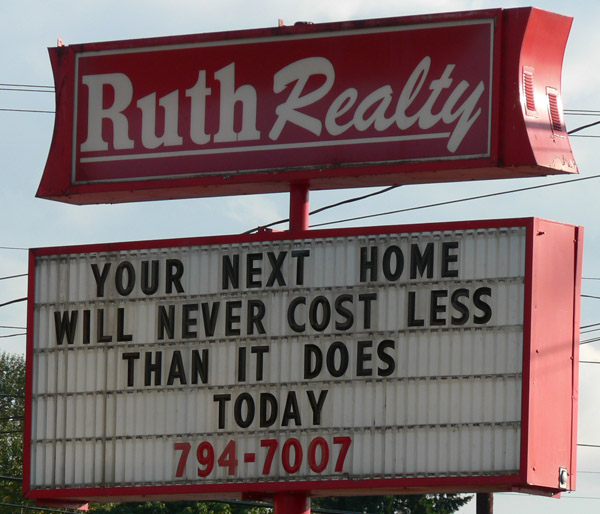 Ruth Realty
YOUR NEXT HOME
WILL NEVER COST LESS
THAN IT DOES
TODAY
794-7007